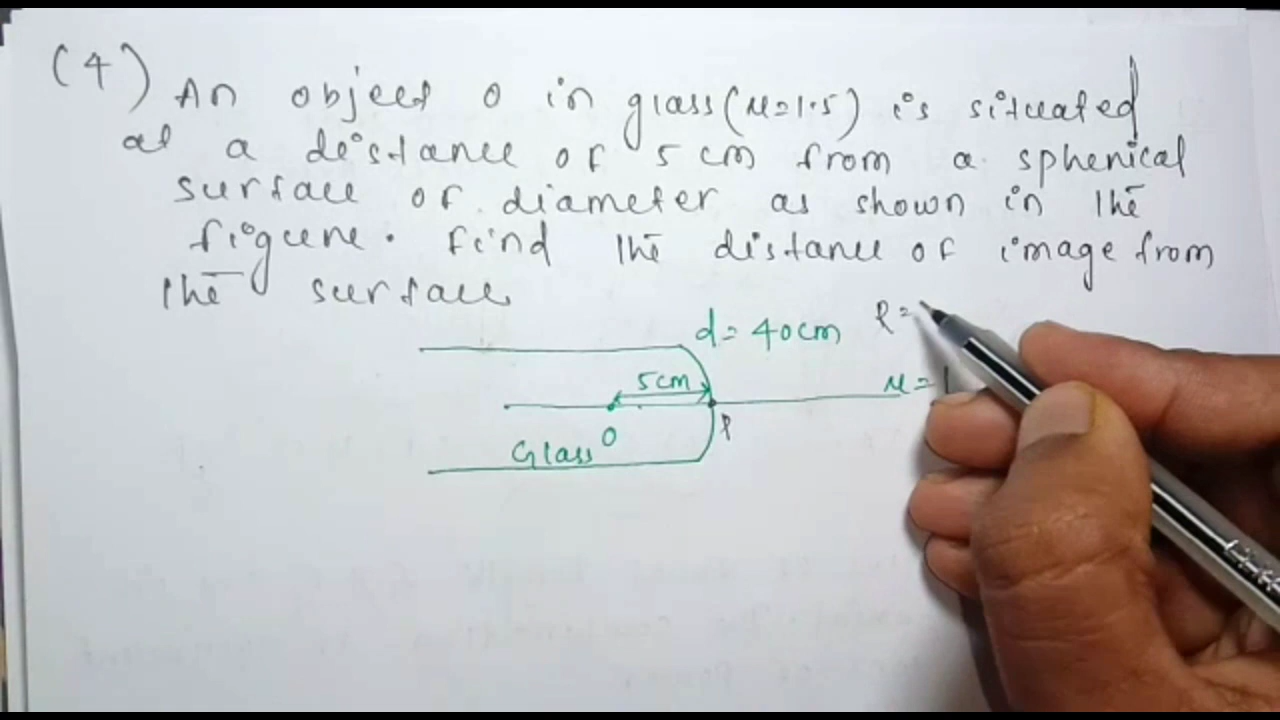 (4) An object O in glass (μ=1.5) is situated
at a distance of 5 cm from a spherical
surface of diameter as shown in the
figure. Find the distance of image from
the surface
d = 40cm R =
5cm μ = 1
P
Glass O